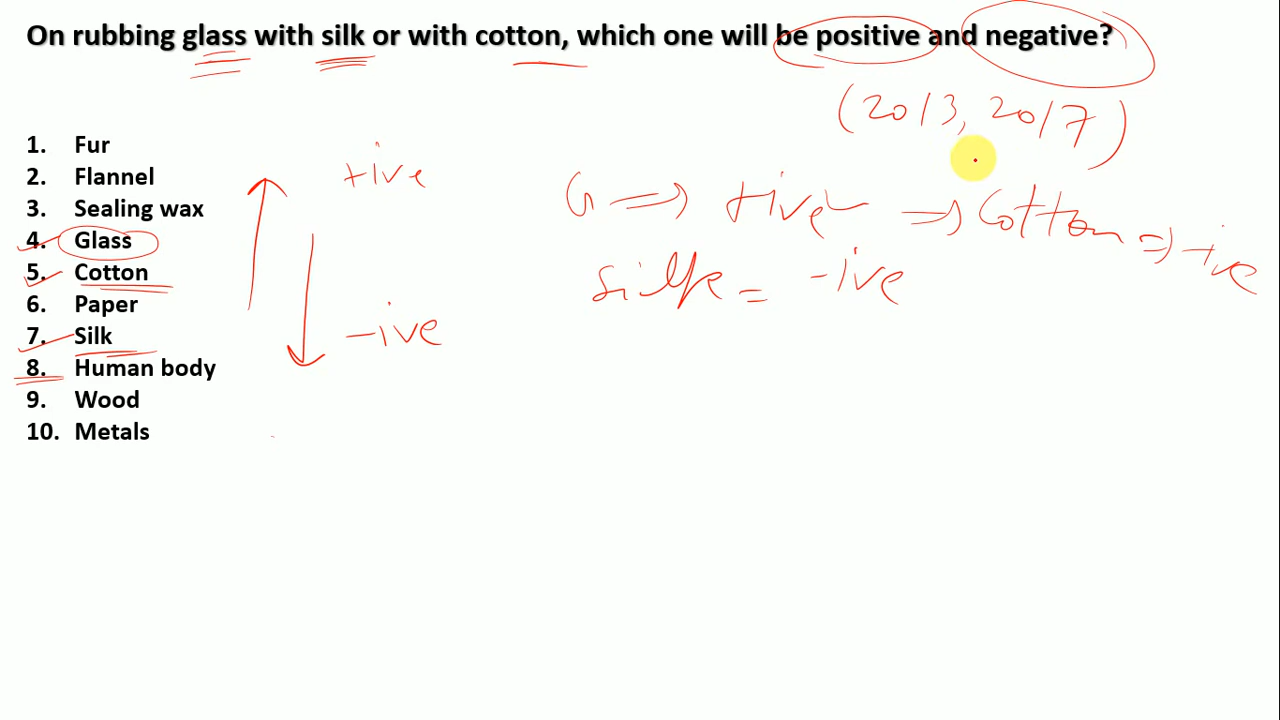 On rubbing glass with silk or with cotton, which one will be positive and negative?
(2013, 2017)
1. Fur
2. Flannel
3. Sealing wax
4. Glass
5. Cotton
6. Paper
7. Silk
8. Human body
9. Wood
10. Metals
+ive
-ive
G ⇒ +ive ⇒ Cotton ⇒ -ive
Silk = -ive